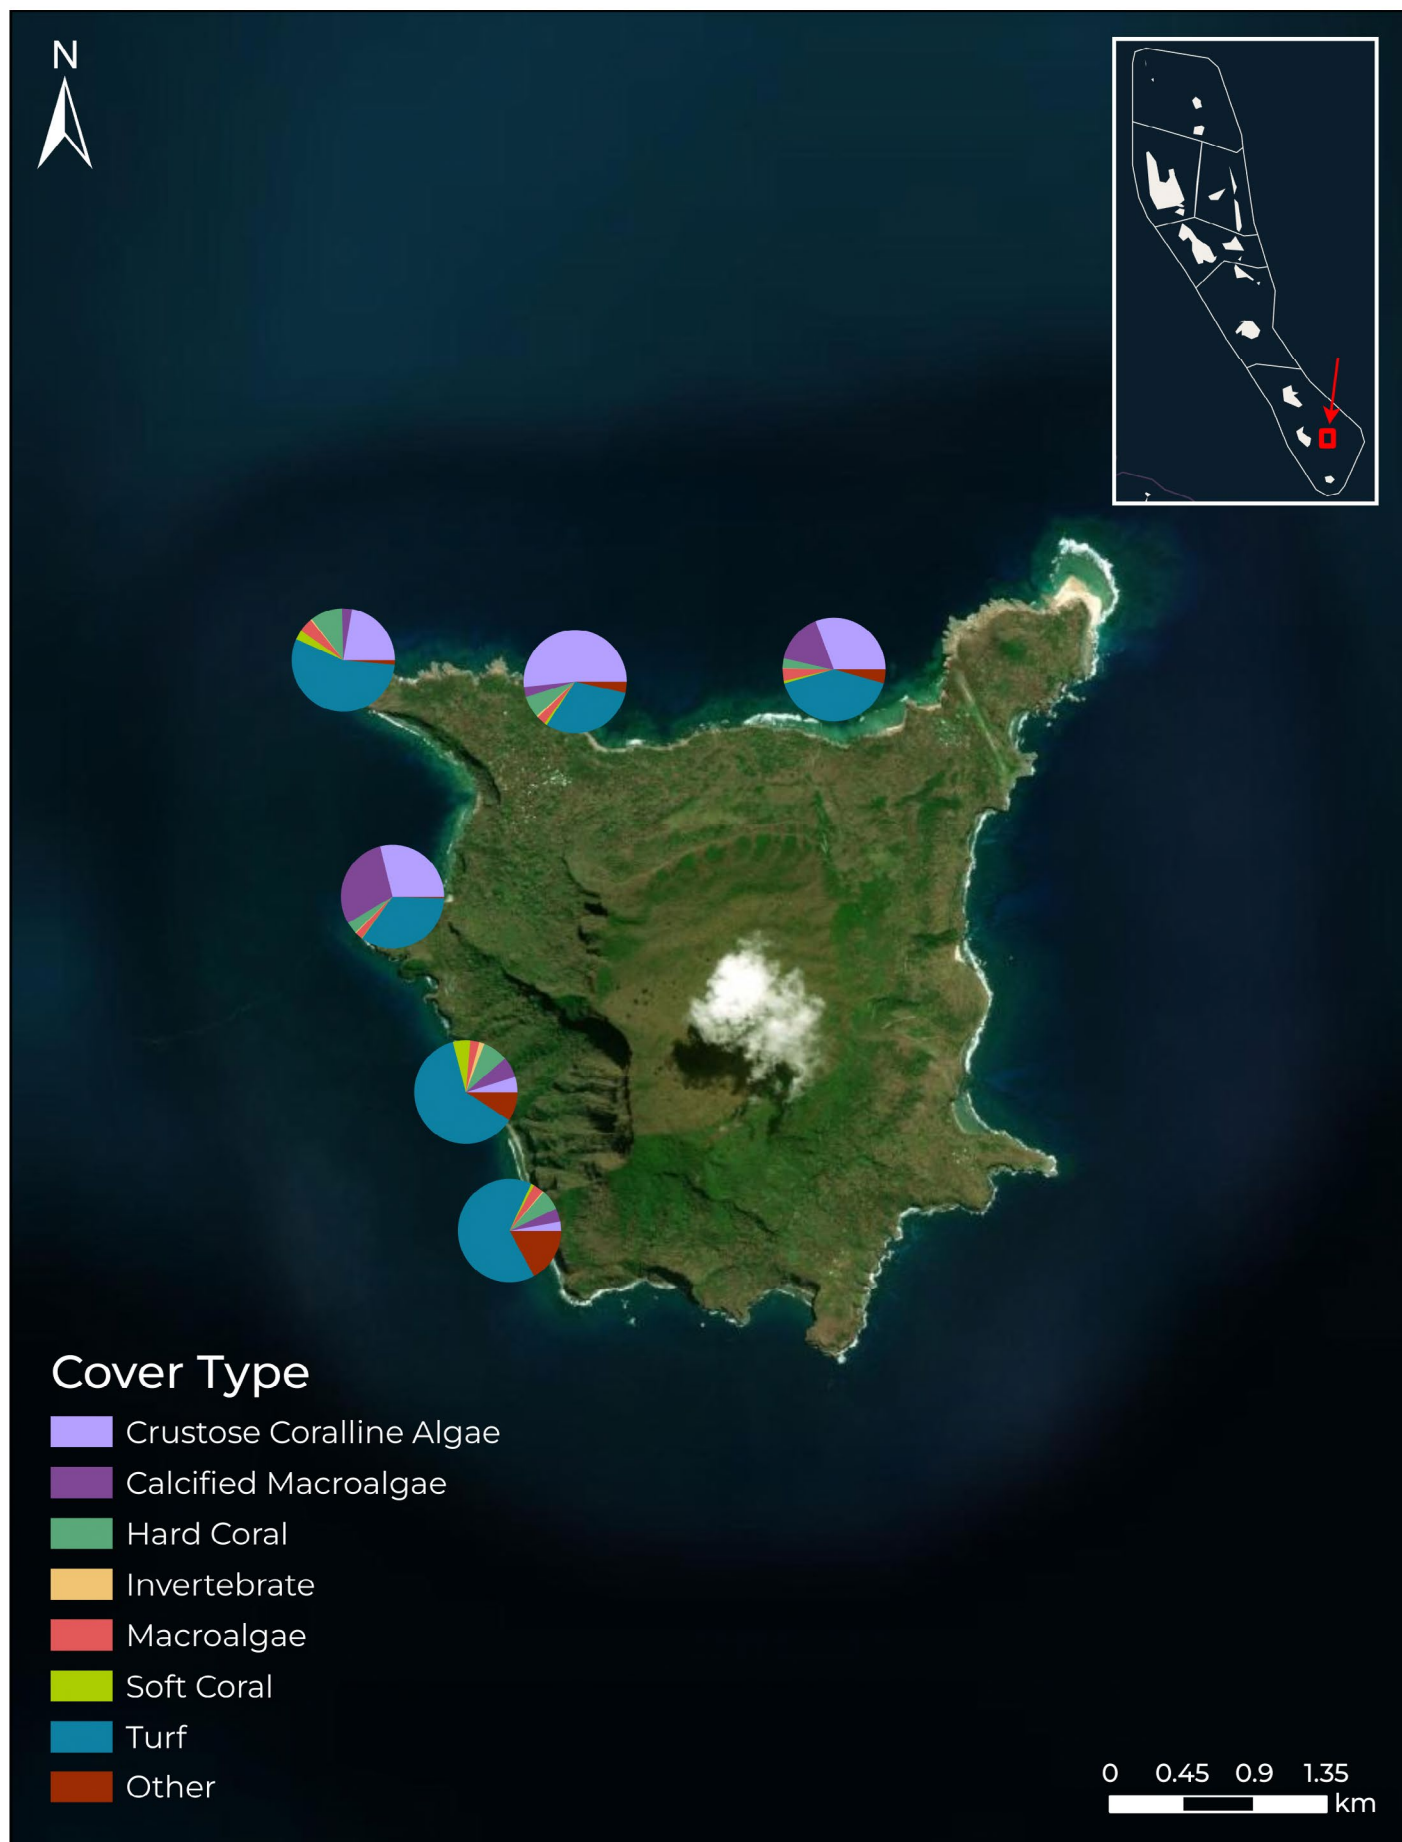 N
Cover Type
Crustose Coralline Algae
Calcified Macroalgae
Hard Coral
Invertebrate
Macroalgae
Soft Coral
Turf
Other
0 0.45 0.9 1.35
km